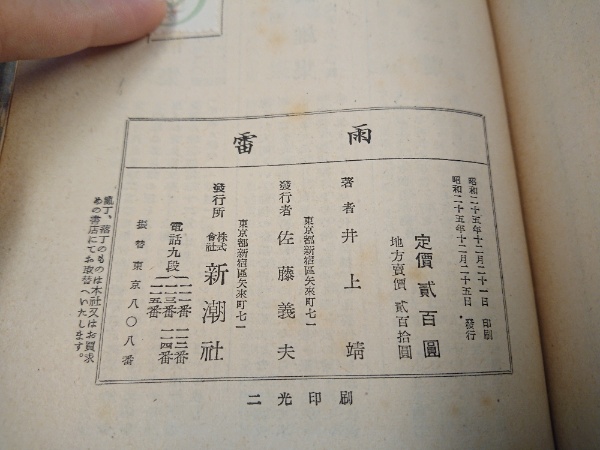 雷雨
昭和二十五年十二月二十一日 印刷
昭和二十五年十二月二十五日 發行
定價 貳百圓
地方賣價 貳百拾圓
著者 井上靖
東京都新宿區矢來町七一
發行者 佐藤義夫
東京都新宿區矢來町七一
發行所 株式會社 新潮社
電話九段
一二一番 一二三番
一二三番 一二四番
一二五番
振替東京八〇八番
亂丁、落丁のものは本社又はお買求
めの書店にてお取替へいたします。
二光印刷